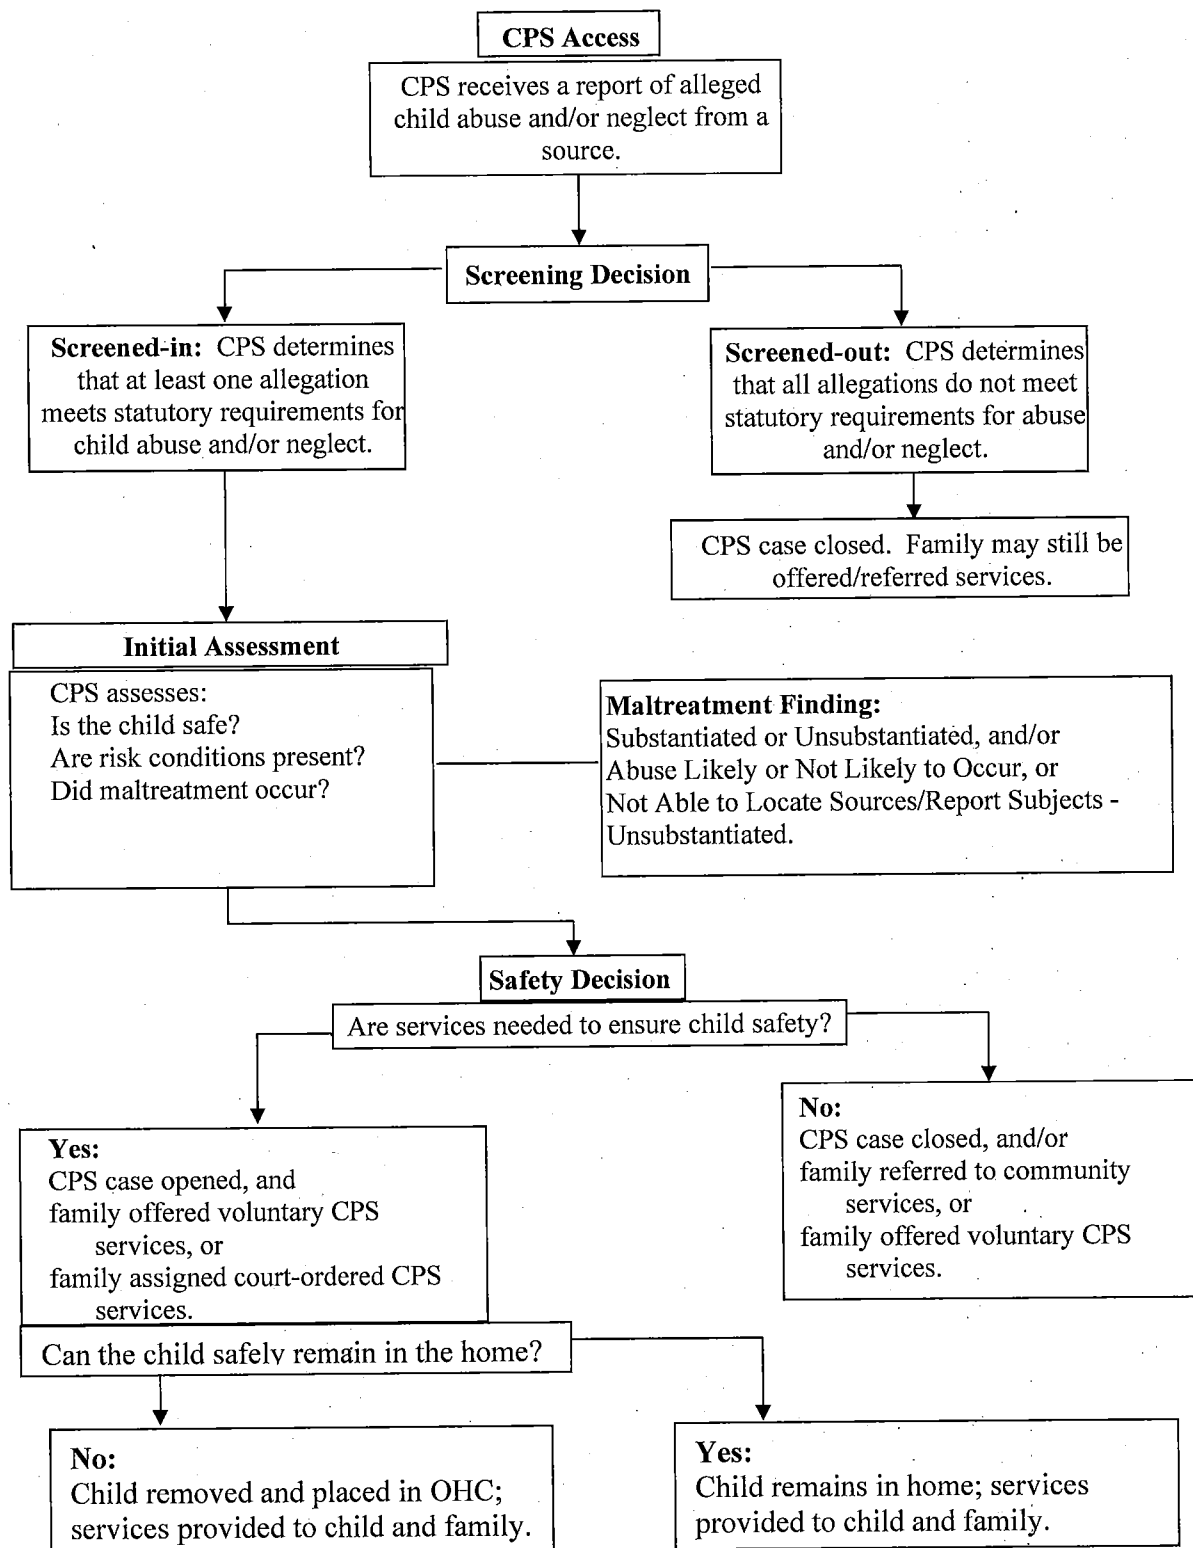 CPS Access
CPS receives a report of alleged
child abuse and/or neglect from a
source.
Screening Decision
Screened-in: CPS determines
that at least one allegation
meets statutory requirements for
child abuse and/or neglect.
Screened-out: CPS determines
that all allegations do not meet
statutory requirements for abuse
and/or neglect.
CPS case closed. Family may still be
offered/referred services.
Initial Assessment
CPS assesses:
Is the child safe?
Are risk conditions present?
Did maltreatment occur?
Maltreatment Finding:
Substantiated or Unsubstantiated, and/or
Abuse Likely or Not Likely to Occur, or
Not Able to Locate Sources/Report Subjects -
Unsubstantiated.
Safety Decision
Are services needed to ensure child safety?
Yes:
CPS case opened, and
family offered voluntary CPS
services, or
family assigned court-ordered CPS
services.
No:
CPS case closed, and/or
family referred to community
services, or
family offered voluntary CPS
services.
Can the child safely remain in the home?
No:
Child removed and placed in OHC;
services provided to child and family.
Yes:
Child remains in home; services
provided to child and family.